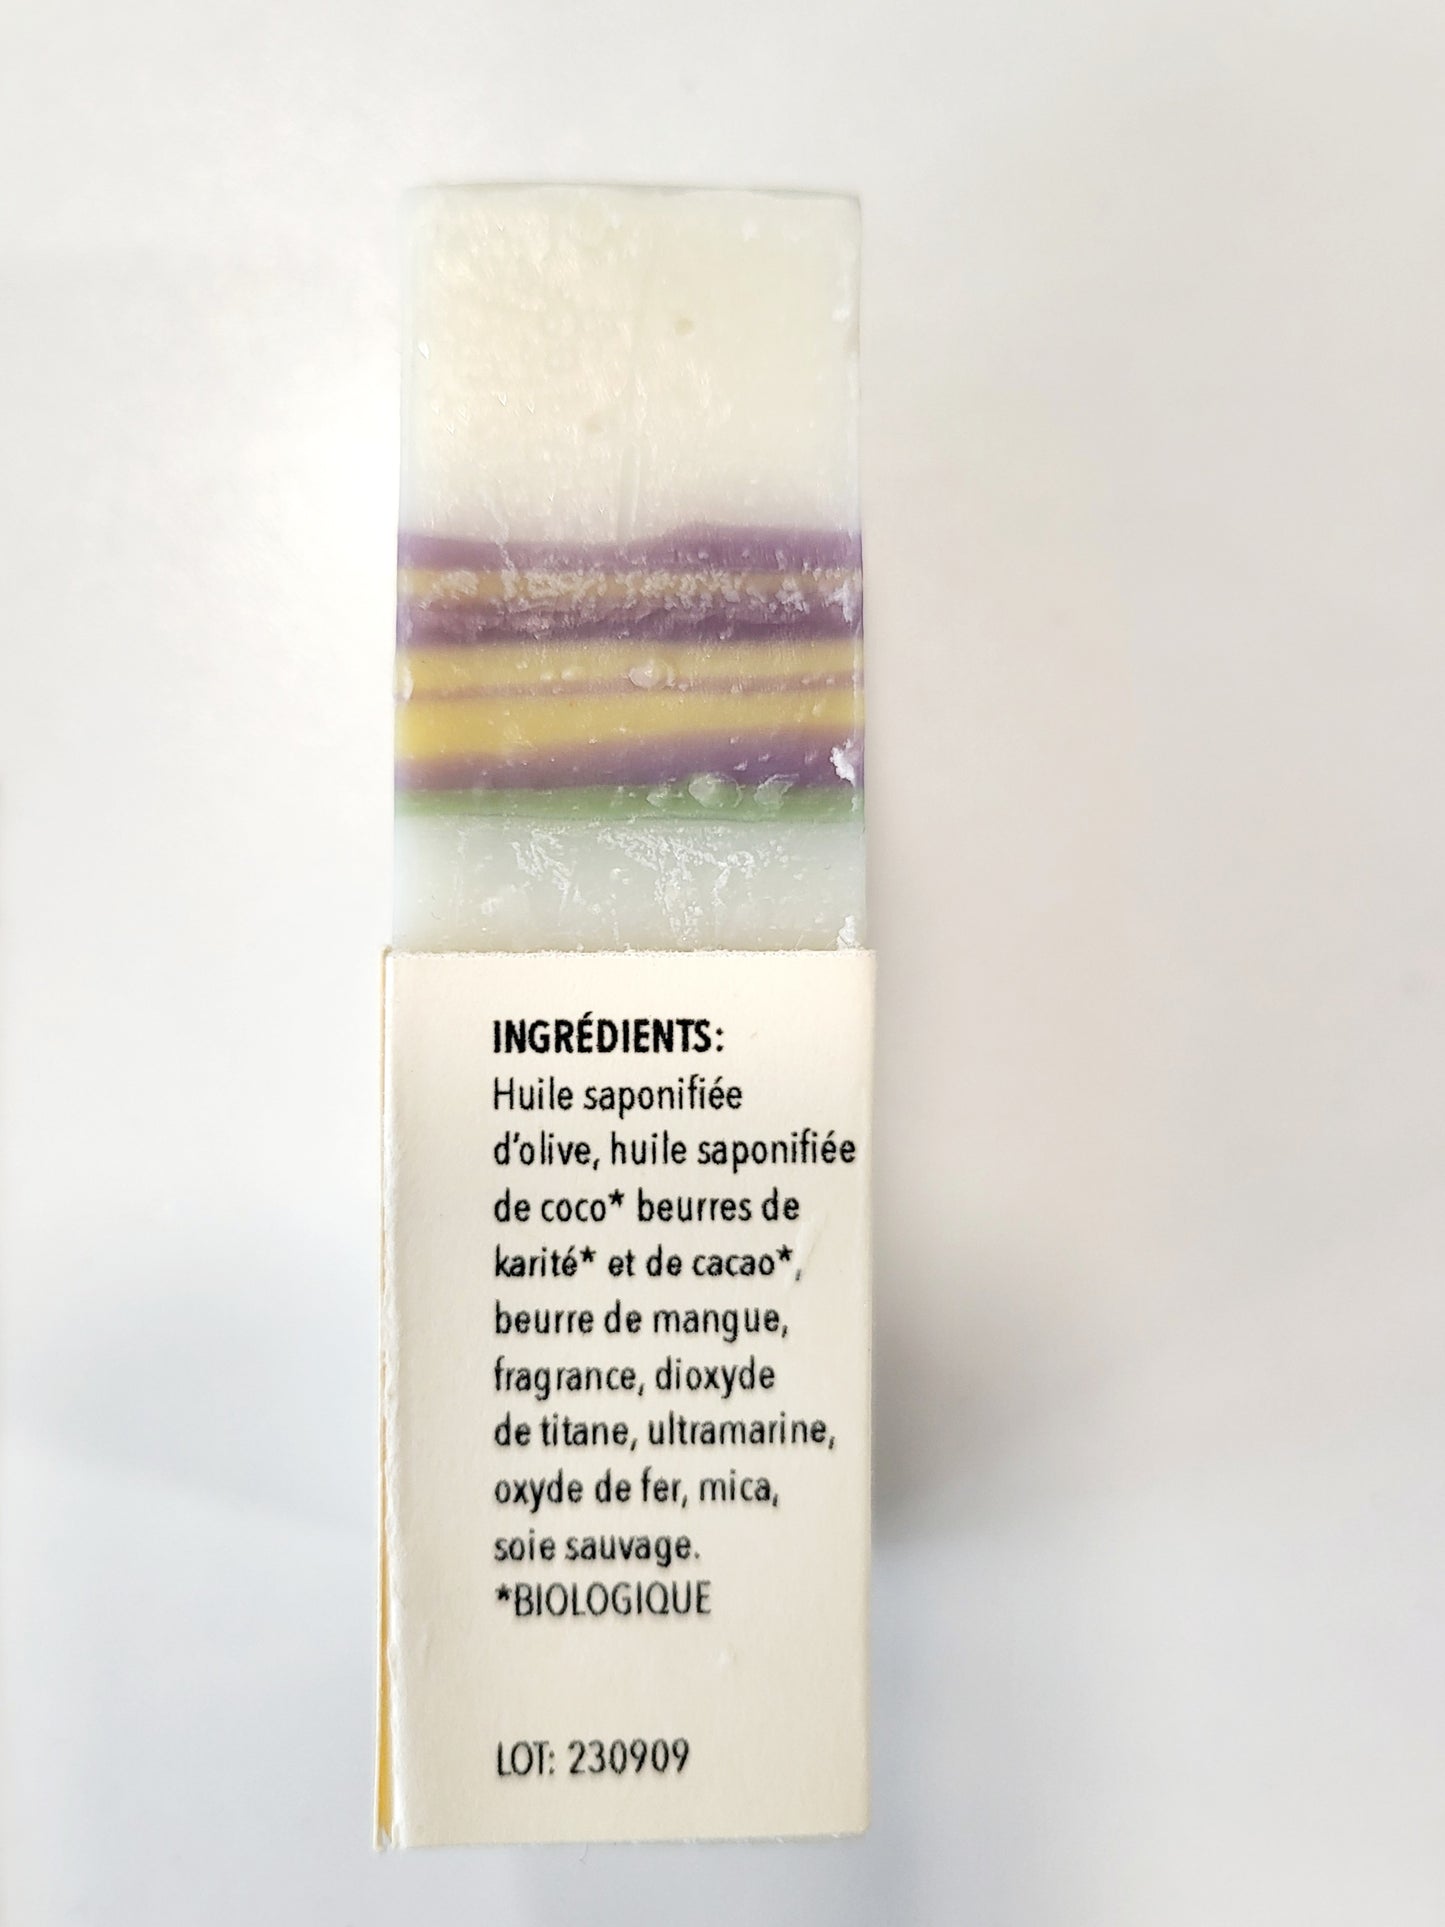 INGRÉDIENTS:
Huile saponifiée
d'olive, huile saponifiée
de coco* beurres de
karité* et de cacao*,
beurre de mangue,
fragrance, dioxyde
de titane, ultramarine,
oxyde de fer, mica,
soie sauvage.
*BIOLOGIQUE
LOT: 230909